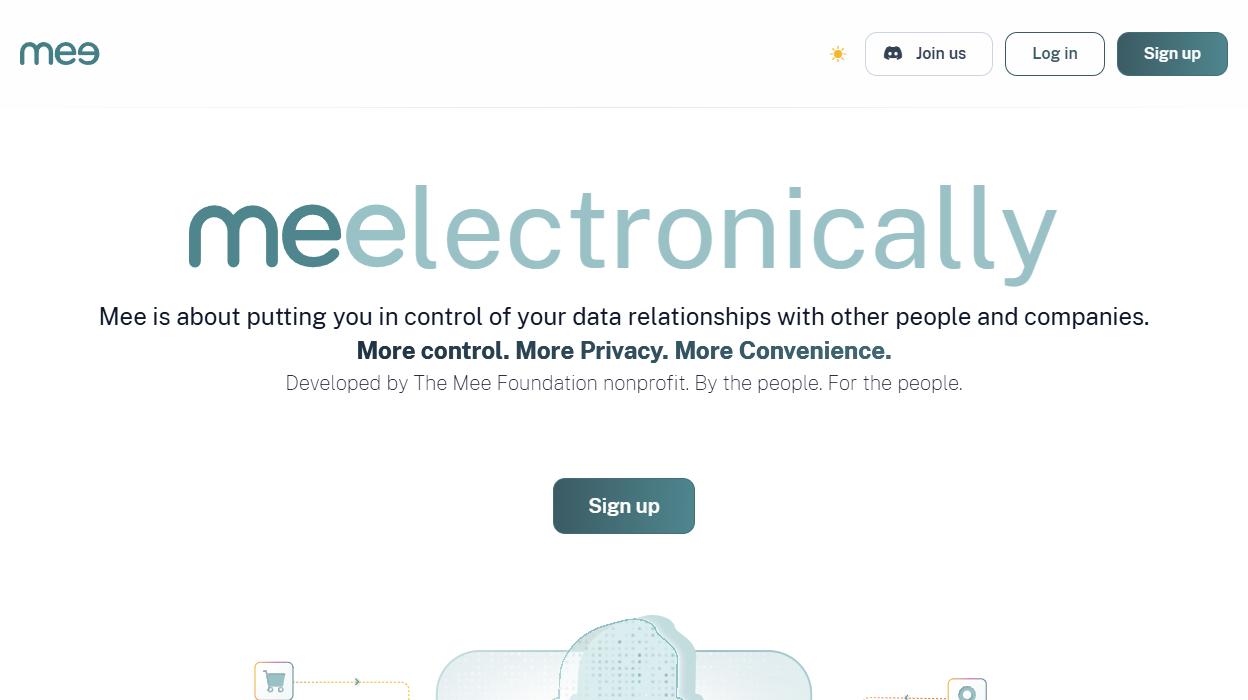 mee
Join us
Log in
Sign up
meelectronically
Mee is about putting you in control of your data relationships with other people and companies.
More control. More Privacy. More Convenience.
Developed by The Mee Foundation nonprofit. By the people. For the people.
Sign up